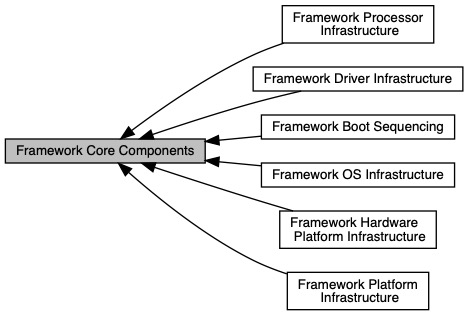 Framework Processor
Infrastructure
Framework Driver Infrastructure
Framework Boot Sequencing
Framework Core Components
Framework OS Infrastructure
Framework Hardware
Platform Infrastructure
Framework Platform
Infrastructure